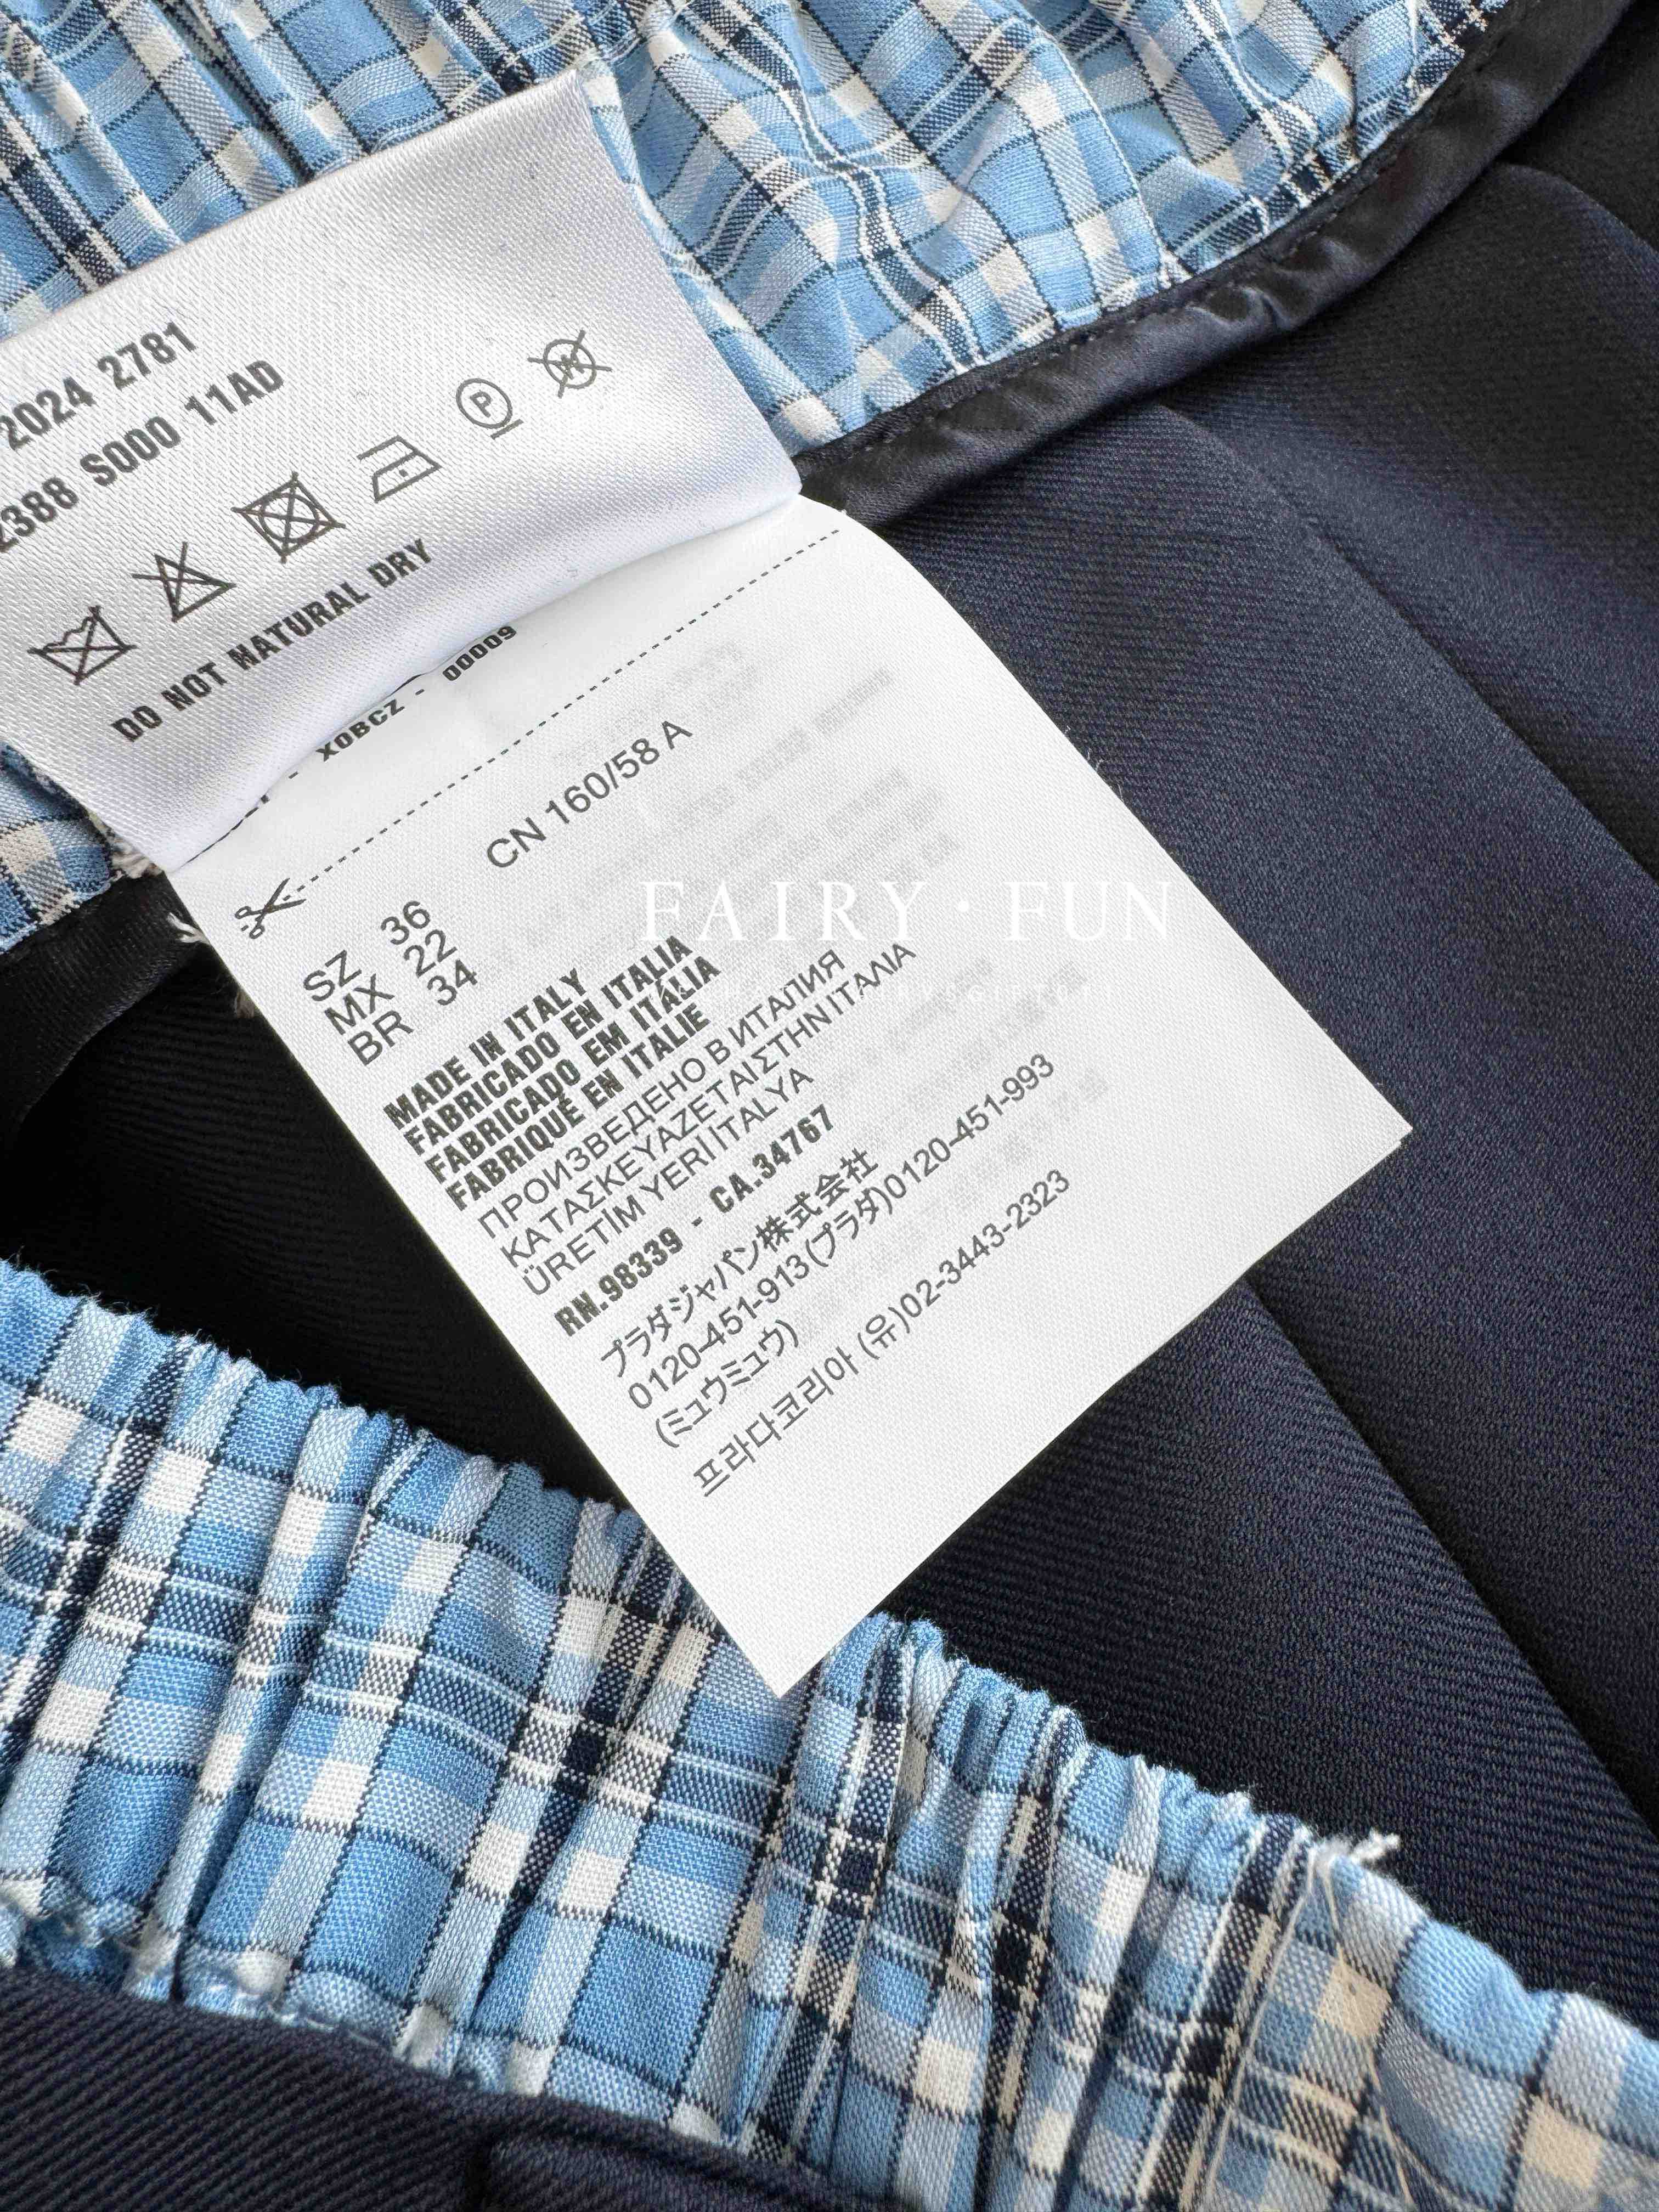 2024 2781
2388 S000 11AD
P
W
DO NOT NATURAL DRY
- XOBCZ - 00009
CN 160/58 A
SZ 36
MX 22
BR 34
MADE IN ITALY
FABRICADO EN ITALIA
FABRICADO EM ITÁLIA
FABRIQUÉ EN ITALIE
ПРОИЗВЕДЕНО В ИТАПИЯ
ΚΑΤΑΣΚΕΥΑΖΕΤΑΙΣΤΗΝ ΙΤΑΛΙΑ
ÜRETİM YERİ İTALYA
RN.98339 - CA.34767
プラダジャパン株式会社
0120-451-913(プラダ)0120-451-993
(ミュウミュウ)
프라다코리아 (유)02-3443-2323
FAIRY·FUN